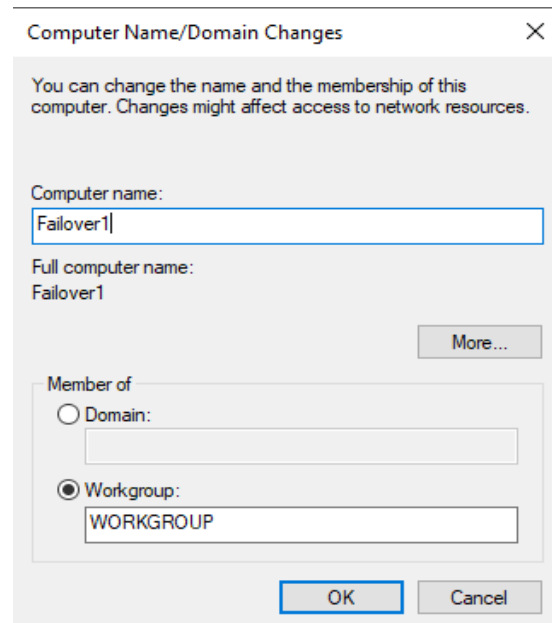 Computer Name/Domain Changes
You can change the name and the membership of this
computer. Changes might affect access to network resources.
Computer name:
Failover1
Full computer name:
Failover1
More...
Member of
Domain:
Workgroup:
WORKGROUP
OK Cancel